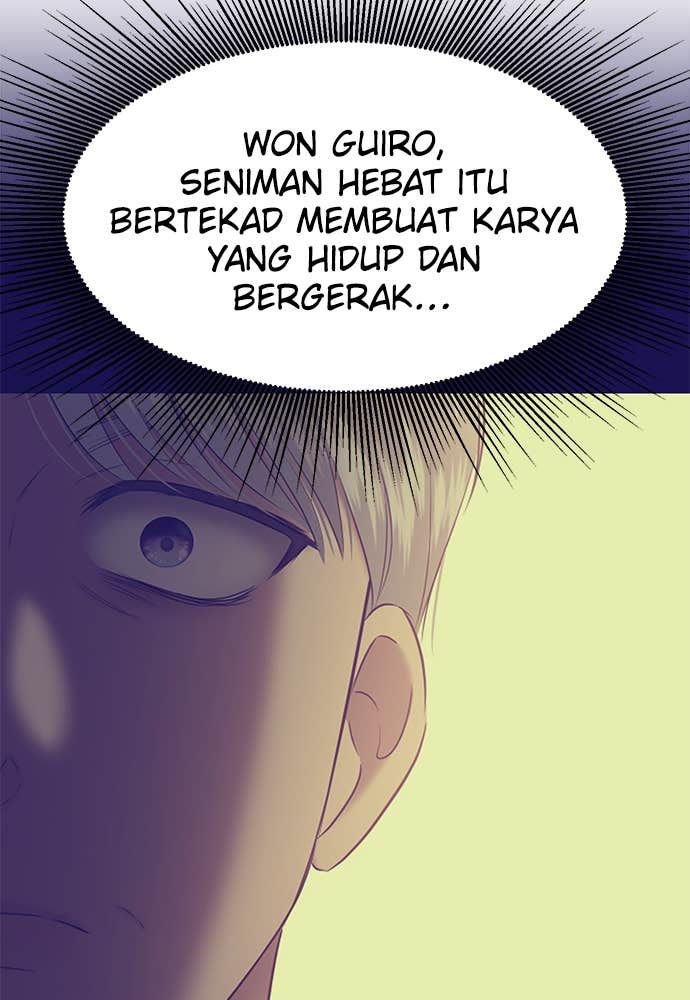 WON GUIRO,
SENIMAN HEBAT ITU
BERTEKAD MEMBUAT KARYA
YANG HIDUP DAN
BERGERAK...